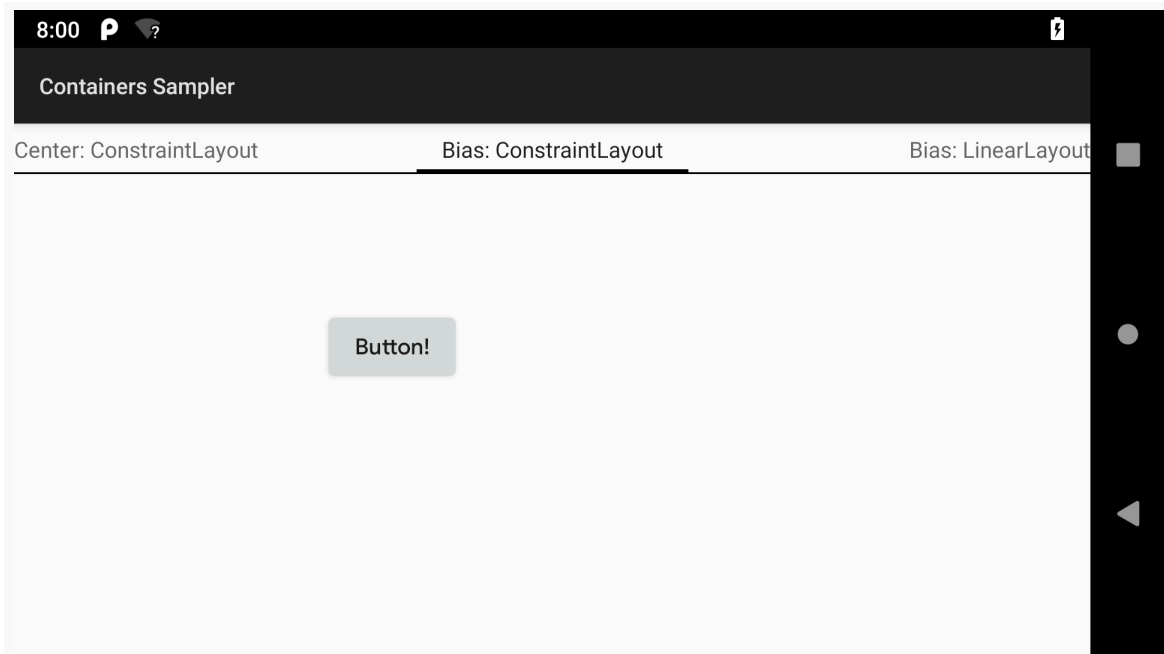 8:00
Containers Sampler
Center: ConstraintLayout Bias: ConstraintLayout Bias: LinearLayout
Button!